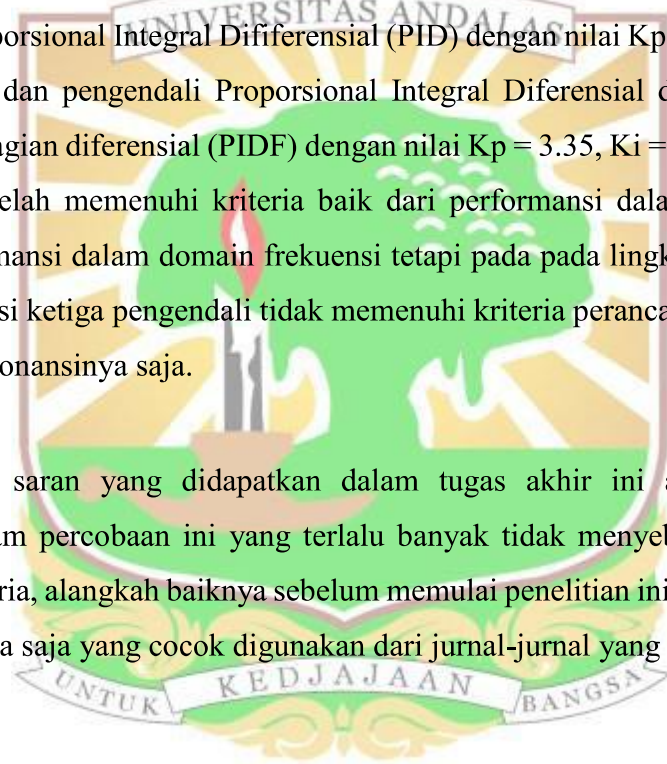 UNIVERSITAS ANDALAS
porsional Integral Dififerensial (PID) dengan nilai Kp
dan pengendali Proporsional Integral Diferensial d
agian diferensial (PIDF) dengan nilai Kp = 3.35, Ki =
elah memenuhi kriteria baik dari performansi dala
mansi dalam domain frekuensi tetapi pada pada lingk
si ketiga pengendali tidak memenuhi kriteria peranca
onansinya saja.
saran yang didapatkan dalam tugas akhir ini a
am percobaan ini yang terlalu banyak tidak menyeb
ria, alangkah baiknya sebelum memulai penelitian ini
a saja yang cocok digunakan dari jurnal-jurnal yang
UNTUK KEDJAJAAN BANGSA